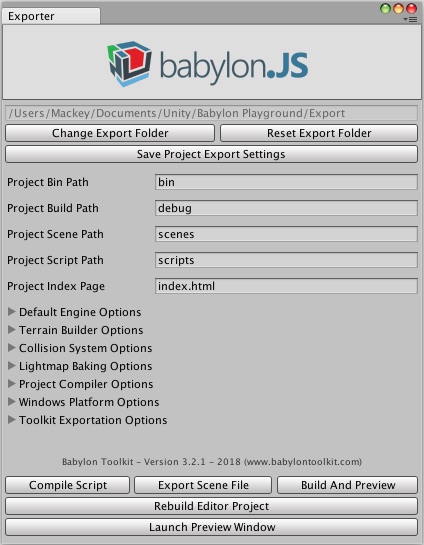 Exporter
babylon.JS
/Users/Mackey/Documents/Unity/Babylon Playground/Export
Change Export Folder Reset Export Folder
Save Project Export Settings
Project Bin Path bin
Project Build Path debug
Project Scene Path scenes
Project Script Path scripts
Project Index Page index.html
Default Engine Options
Terrain Builder Options
Collision System Options
Lightmap Baking Options
Project Compiler Options
Windows Platform Options
Toolkit Exportation Options
Babylon Toolkit - Version 3.2.1 - 2018 (www.babylontoolkit.com)
Compile Script Export Scene File Build And Preview
Rebuild Editor Project
Launch Preview Window